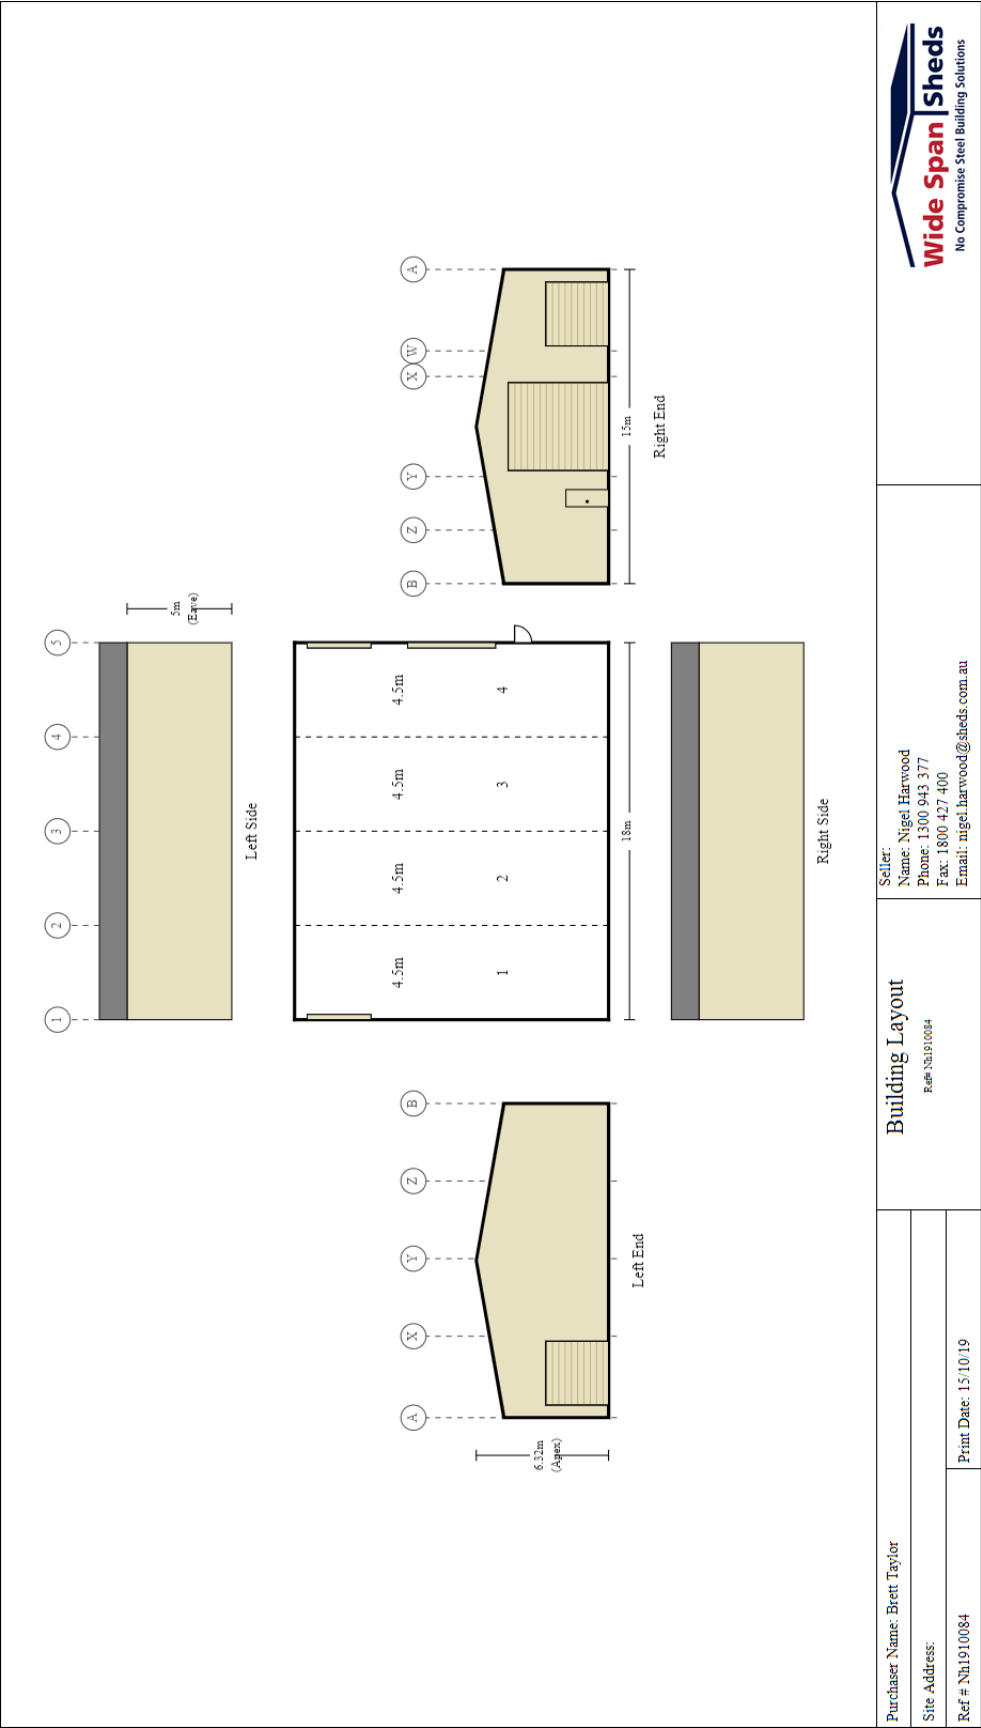 1
2
3
4
5
5m
(Eave)
Left Side
A
X
Y
Z
B
6.32m
(Apex)
Left End
4.5m
4.5m
4.5m
4.5m
1
2
3
4
18m
B
Z
Y
X
W
A
15m
Right End
Right Side
Purchaser Name: Brett Taylor
Site Address:
Ref # Nh1910084
Print Date: 15/10/19
Building Layout
Ref# Nh1910084
Seller:
Name: Nigel Harwood
Phone: 1300 943 377
Fax: 1800 427 400
Email: nigel.harwood@sheds.com.au
Wide Span Sheds
No Compromise Steel Building Solutions